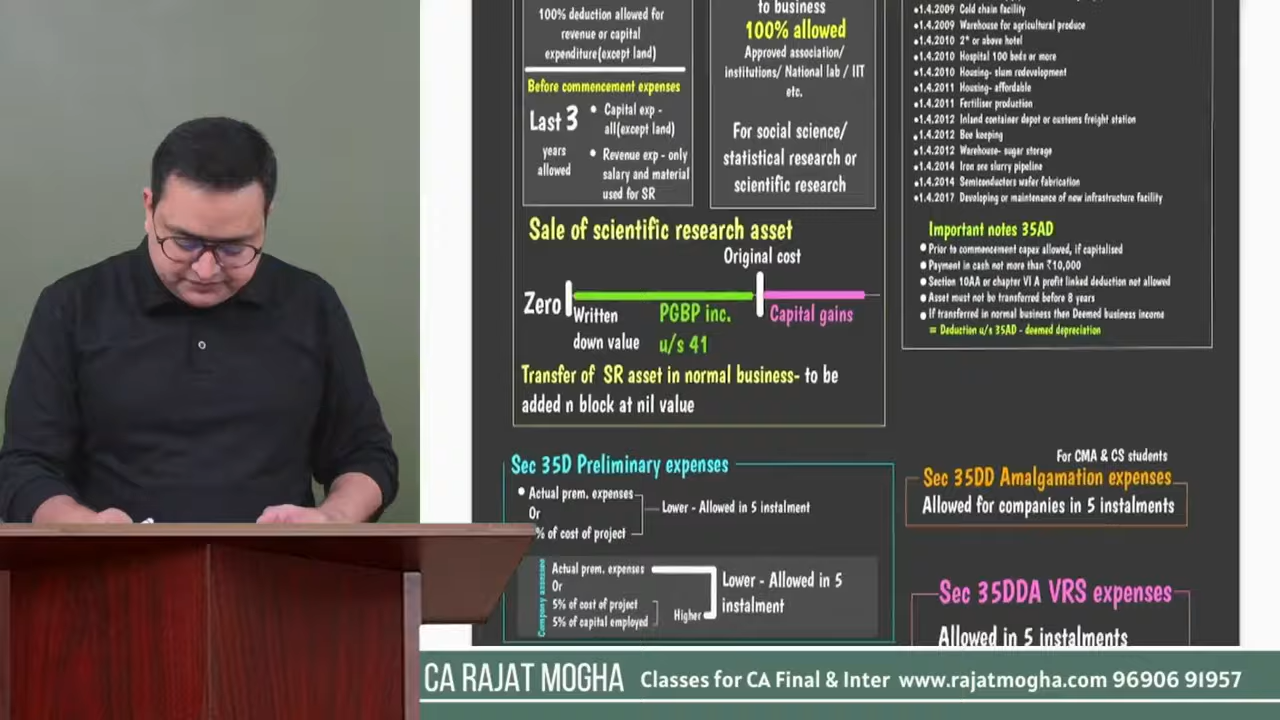 100% deduction allowed for
revenue or capital
expenditure(except land)
Before commencement expenses
Last 3
years
allowed
• Capital exp -
all(except land)
• Revenue exp - only
salary and material
used for SR
to business
100% allowed
Approved association/
institutions/ National lab / IIT
etc.
For social science/
statistical research or
scientific research
Sale of scientific research asset
Original cost
Zero
Written
down value
PGBP inc.
u/s 41
Capital gains
Transfer of SR asset in normal business- to be
added n block at nil value
•1.4.2009 Cold chain facility
•1.4.2009 Warehouse for agricultural produce
•1.4.2010 2* or above hotel
•1.4.2010 Hospital 100 beds or more
•1.4.2010 Housing- slum redevelopment
•1.4.2011 Housing- affordable
•1.4.2011 Fertiliser production
•1.4.2012 Inland container depot or customs freight station
•1.4.2012 Bee keeping
•1.4.2012 Warehouse- sugar storage
•1.4.2014 Iron ore slurry pipeline
•1.4.2014 Semiconductors wafer fabrication
•1.4.2017 Developing or maintenance of new infrastructure facility
Important notes 35AD
• Prior to commencement capex allowed, if capitalised
• Payment in cash not more than ₹10,000
• Section 10AA or chapter VI A profit linked deduction not allowed
• Asset must not be transferred before 8 years
• If transferred in normal business then Deemed business income
= Deduction u/s 35AD - deemed depreciation
Sec 35D Preliminary expenses
• Actual prem. expenses
Or
% of cost of project
Lower - Allowed in 5 instalment
Company assessee
Actual prem. expenses
Or
5% of cost of project
5% of capital employed
Higher
Lower - Allowed in 5
instalment
For CMA & CS students
Sec 35DD Amalgamation expenses
Allowed for companies in 5 instalments
Sec 35DDA VRS expenses
Allowed in 5 instalments
CA RAJAT MOGHA Classes for CA Final & Inter www.rajatmogha.com 96906 91957